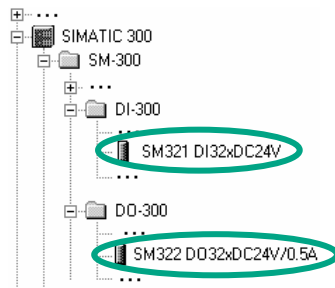 ...
SIMATIC 300
SM-300
...
DI-300
...
SM321 DI32xDC24V
...
DO-300
...
SM322 DO32xDC24V/0.5A
...